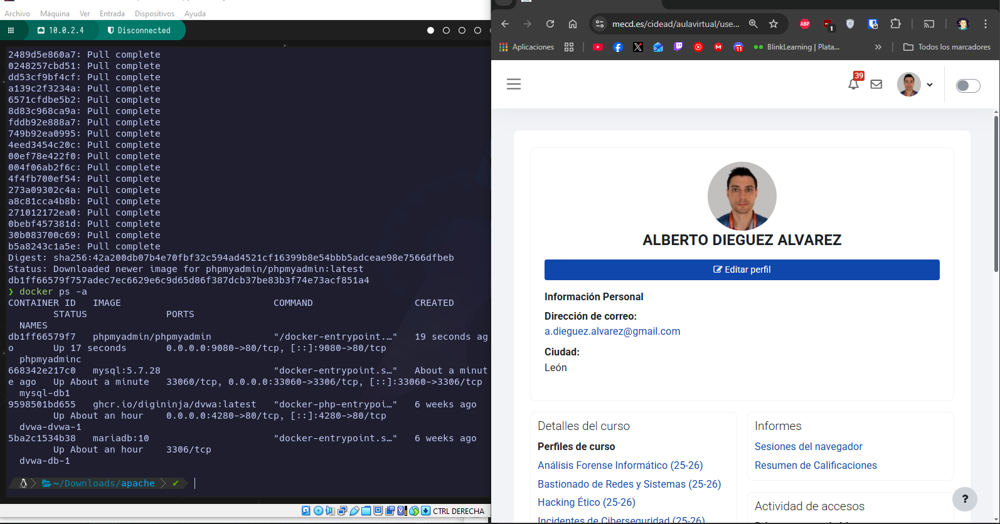 Archivo Máquina Ver Entrada Dispositivos Ayuda
10.0.2.4 Disconnected
2489d5e860a7: Pull complete
0248257cbd51: Pull complete
dd53cf9bf4cf: Pull complete
a139c2f3234a: Pull complete
6571cfdbe5b2: Pull complete
8d83c968ca9a: Pull complete
fddb92e888a7: Pull complete
749b92ea0995: Pull complete
4eed3454c20c: Pull complete
00ef78e422f0: Pull complete
004f06ab2f6c: Pull complete
4f4fb700ef54: Pull complete
273a09302c4a: Pull complete
a8c81cca4b8b: Pull complete
271012172ea0: Pull complete
0bebf457381d: Pull complete
30b083700c69: Pull complete
b5a8243c1a5e: Pull complete
Digest: sha256:42a200db07b4e70fbf32c594ad4521cf16399b8e54bbb5adceae98e7566dfbeb
Status: Downloaded newer image for phpmyadmin/phpmyadmin:latest
db1ff66579f757adec7ec6629e6c9d65d86f387dcb37be83b3f74e73acf851a4
❯ docker ps -a
CONTAINER ID IMAGE COMMAND CREATED
STATUS PORTS
NAMES
db1ff66579f7 phpmyadmin/phpmyadmin "/docker-entrypoint.…" 19 seconds ag
o Up 17 seconds 0.0.0.0:9080->80/tcp, [::]:9080->80/tcp
phpmyadminc
668342e217c0 mysql:5.7.28 "docker-entrypoint.s…" About a minut
e ago Up About a minute 33060/tcp, 0.0.0.0:33060->3306/tcp, [::]:33060->3306/tcp
mysql-db1
9598501bd655 ghcr.io/digininja/dvwa:latest "docker-php-entrypoi…" 6 weeks ago
Up About an hour 0.0.0.0:4280->80/tcp, [::]:4280->80/tcp
dvwa-dvwa-1
5ba2c1534b38 mariadb:10 "docker-entrypoint.s…" 6 weeks ago
Up About an hour 3306/tcp
dvwa-db-1
~/Downloads/apache ✔
CTRL DERECHA
mecd.es/cidead/aulavirtual/use...
ABP
1
Aplicaciones
11
BlinkLearning | Plata...
»
Todos los marcadores
39
ALBERTO DIEGUEZ ALVAREZ
Editar perfil
Información Personal
Dirección de correo:
a.dieguez.alvarez@gmail.com
Ciudad:
León
Detalles del curso
Perfiles de curso
Análisis Forense Informático (25-26)
Bastionado de Redes y Sistemas (25-26)
Hacking Ético (25-26)
Incidentes de Ciberseguridad (25-26)
Informes
Sesiones del navegador
Resumen de Calificaciones
Actividad de accesos
?